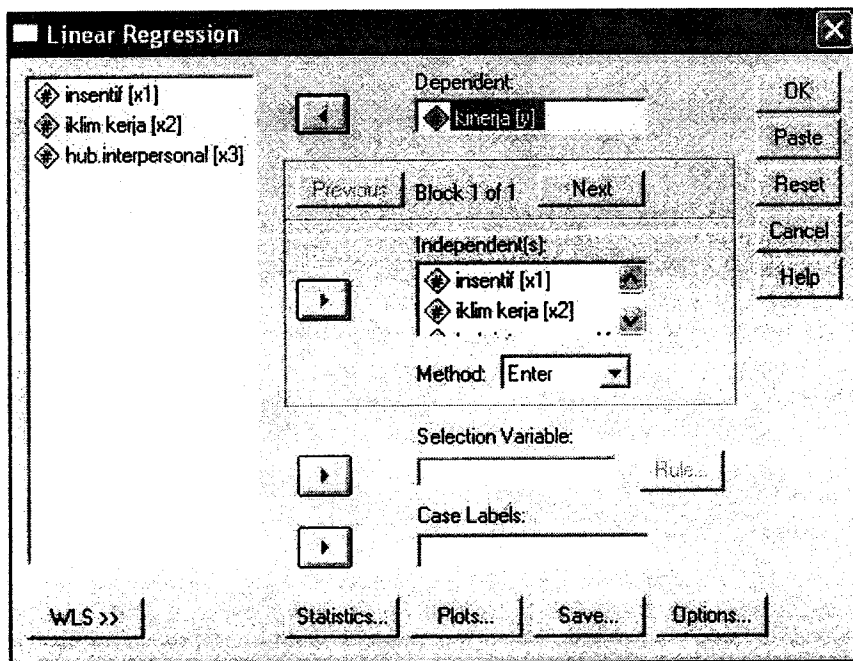 Linear Regression
insentif [x1]
iklim kerja [x2]
hub.interpersonal [x3]
Dependent:
kinerja [y]
Previous
Block 1 of 1
Next
Independent(s):
insentif [x1]
iklim kerja [x2]
Method:
Enter
Selection Variable:
Rule...
Case Labels:
WLS >>
Statistics...
Plots...
Save...
Options...
OK
Paste
Reset
Cancel
Help